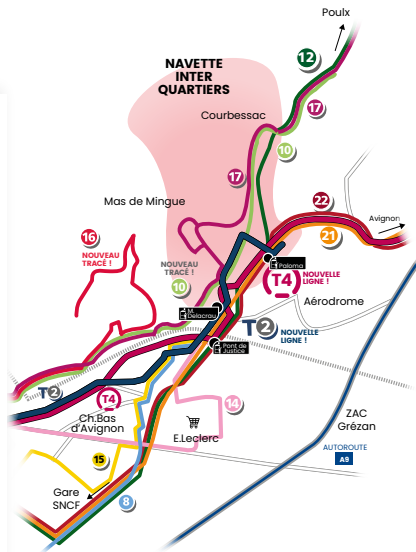 Poulx
12
NAVETTE
INTER
QUARTIERS
17
Courbessac
10
17
Mas de Mingue
22
Avignon
21
16
NOUVEAU
TRACÉ !
NOUVEAU
TRACÉ !
10
Paloma
T4
NOUVELLE
LIGNE !
Aérodrome
M.
Delacrau
T2
NOUVELLE
LIGNE !
Pont de
Justice
T2
T4
14
Ch.Bas
d'Avignon
E.Leclerc
ZAC
Grézan
AUTOROUTE
A9
15
Gare
SNCF
8